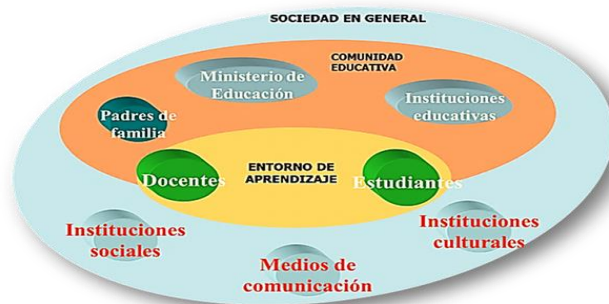 SOCIEDAD EN GENERAL
COMUNIDAD
EDUCATIVA
Ministerio de
Educación
Instituciones
educativas
Padres de
familia
ENTORNO DE
APRENDIZAJE
Docentes
Estudiantes
Instituciones
sociales
Instituciones
culturales
Medios de
comunicación